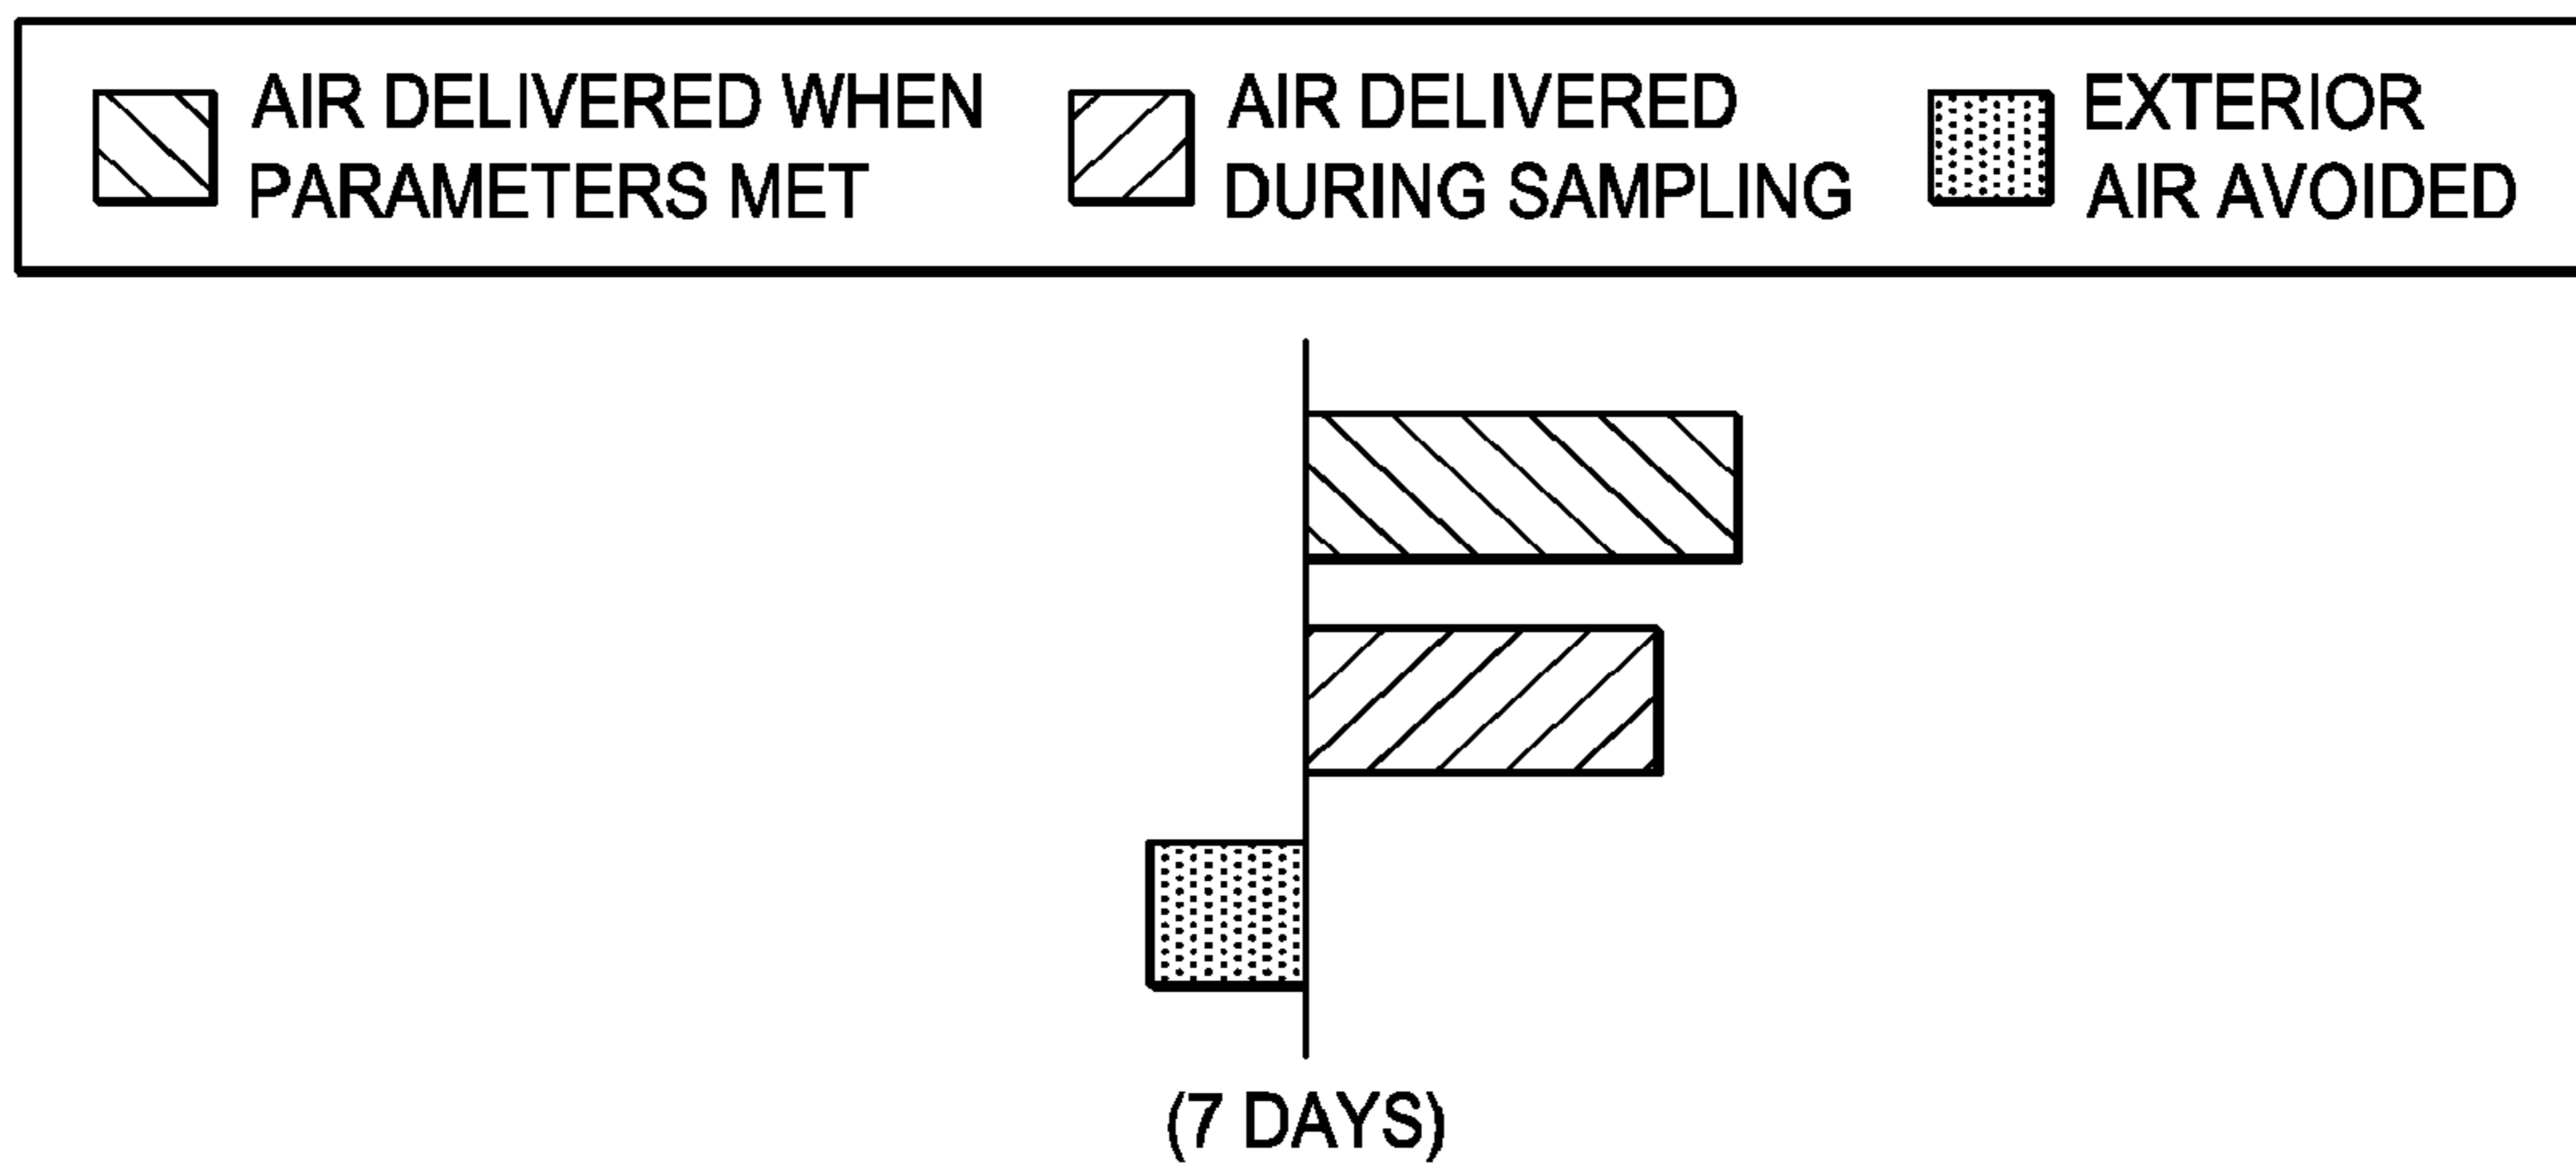 AIR DELIVERED WHEN
PARAMETERS MET
AIR DELIVERED
DURING SAMPLING
EXTERIOR
AIR AVOIDED
(7 DAYS)